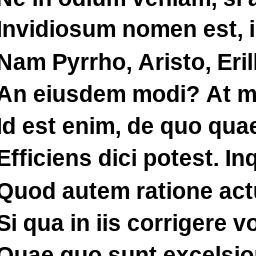 Ne in odium veniam, si a
Invidiosum nomen est, i
Nam Pyrrho, Aristo, Erill
An eiusdem modi? At m
Id est enim, de quo quae
Efficiens dici potest. Inq
Quod autem ratione actu
Si qua in iis corrigere vo
Quae quo sunt excelsio